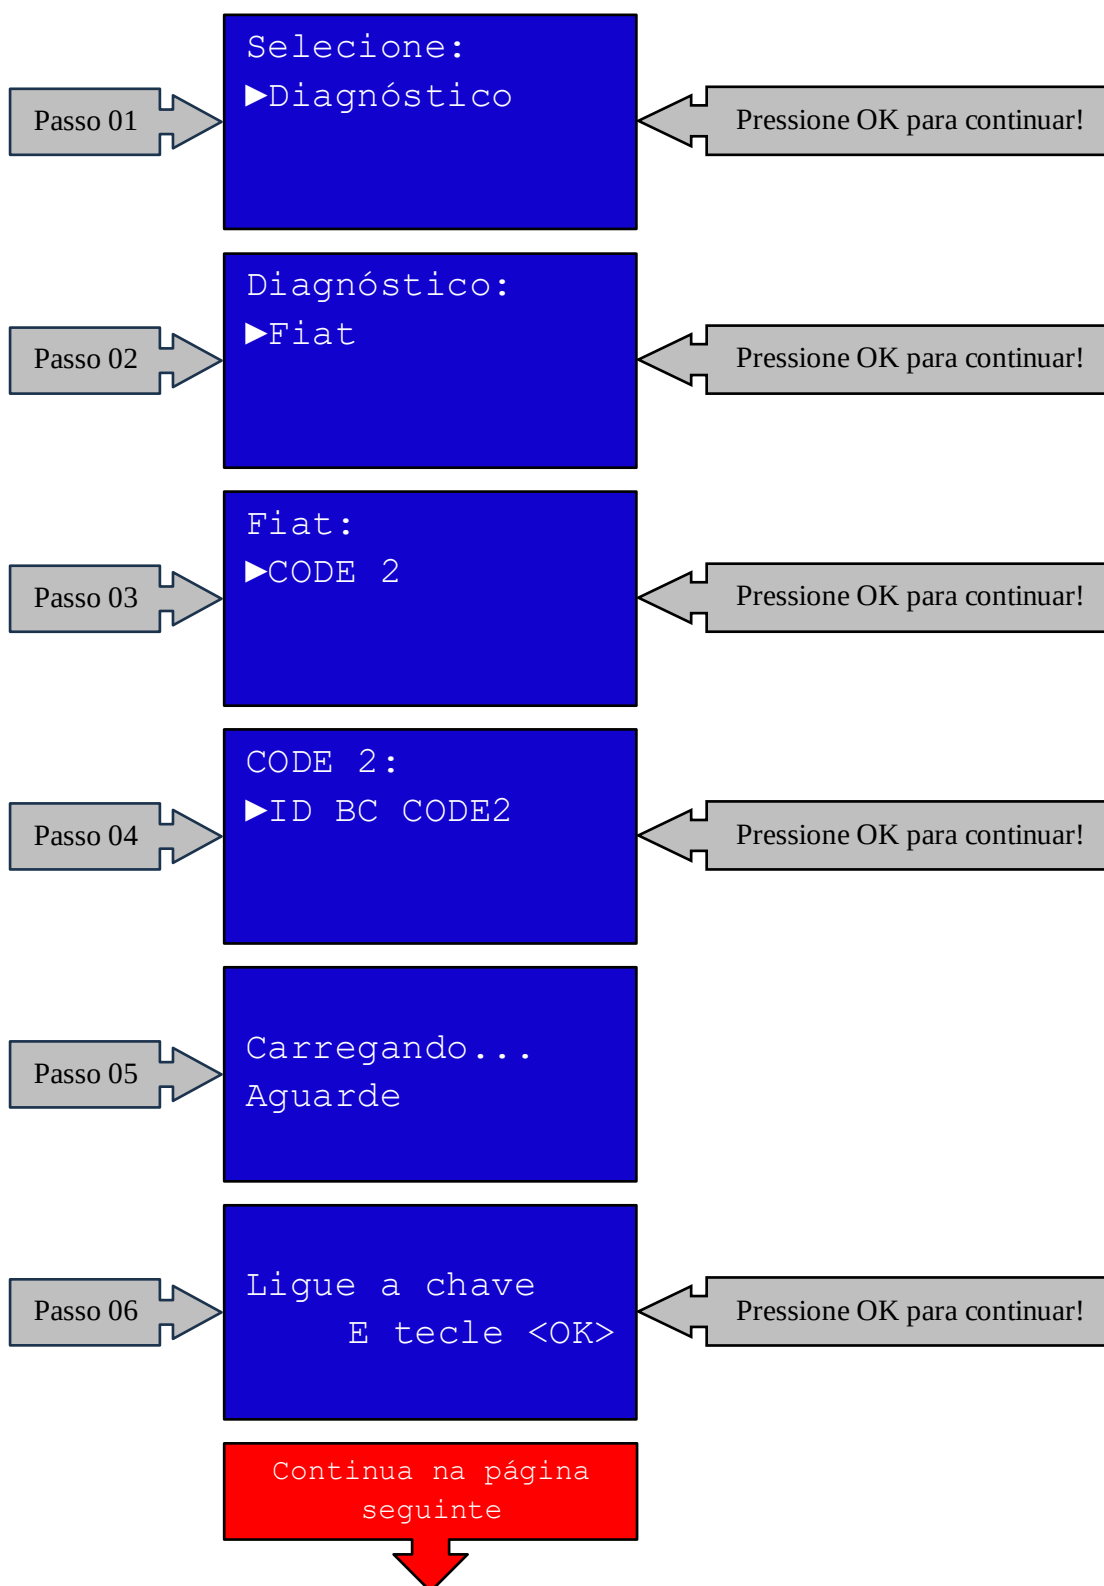 Selecione:
►Diagnóstico
Passo 01
Pressione OK para continuar!
Diagnóstico:
►Fiat
Passo 02
Pressione OK para continuar!
Fiat:
►CODE 2
Passo 03
Pressione OK para continuar!
CODE 2:
►ID BC CODE2
Passo 04
Pressione OK para continuar!
Carregando...
Aguarde
Passo 05
Ligue a chave
E tecle <OK>
Passo 06
Pressione OK para continuar!
Continua na página
seguinte